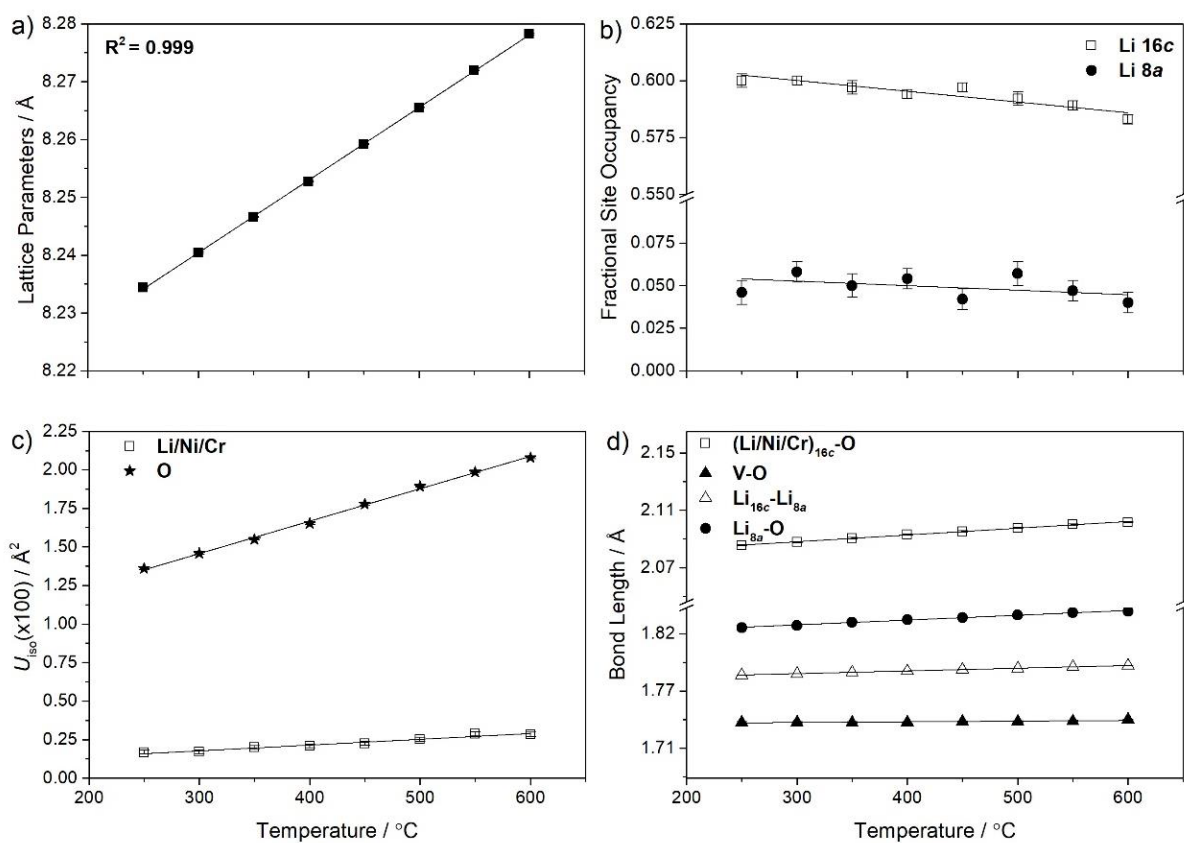 a)
R² = 0.999
8.28
8.27
8.26
8.25
8.24
8.23
8.22
Lattice Parameters / Å
b)
Li 16c
Li 8a
0.625
0.600
0.575
0.550
0.075
0.050
0.025
0.000
Fractional Site Occupancy
c)
Li/Ni/Cr
O
2.25
2.00
1.75
1.50
1.25
1.00
0.75
0.50
0.25
0.00
Uiso(x100) / Å²
200 300 400 500 600
Temperature / °C
d)
(Li/Ni/Cr)16c-O
V-O
Li16c-Li8a
Li8a-O
2.15
2.11
2.07
1.82
1.77
1.71
Bond Length / Å
200 300 400 500 600
Temperature / °C